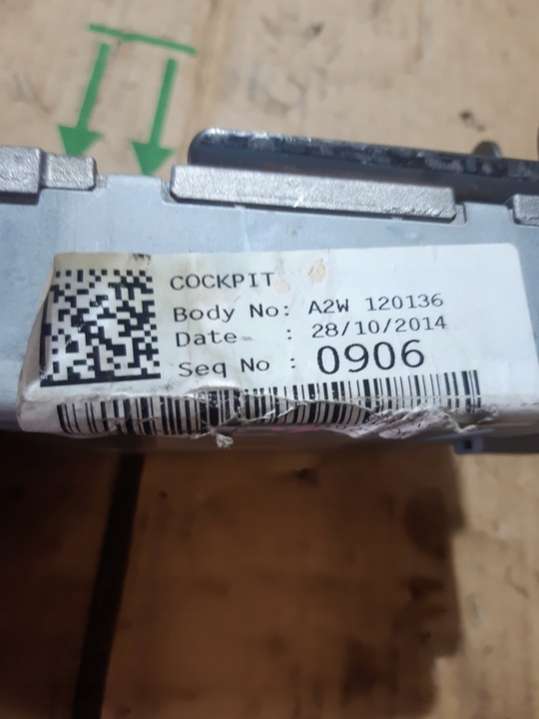 COCKPIT
Body No: A2W 120136
Date : 28/10/2014
Seq No : 0906